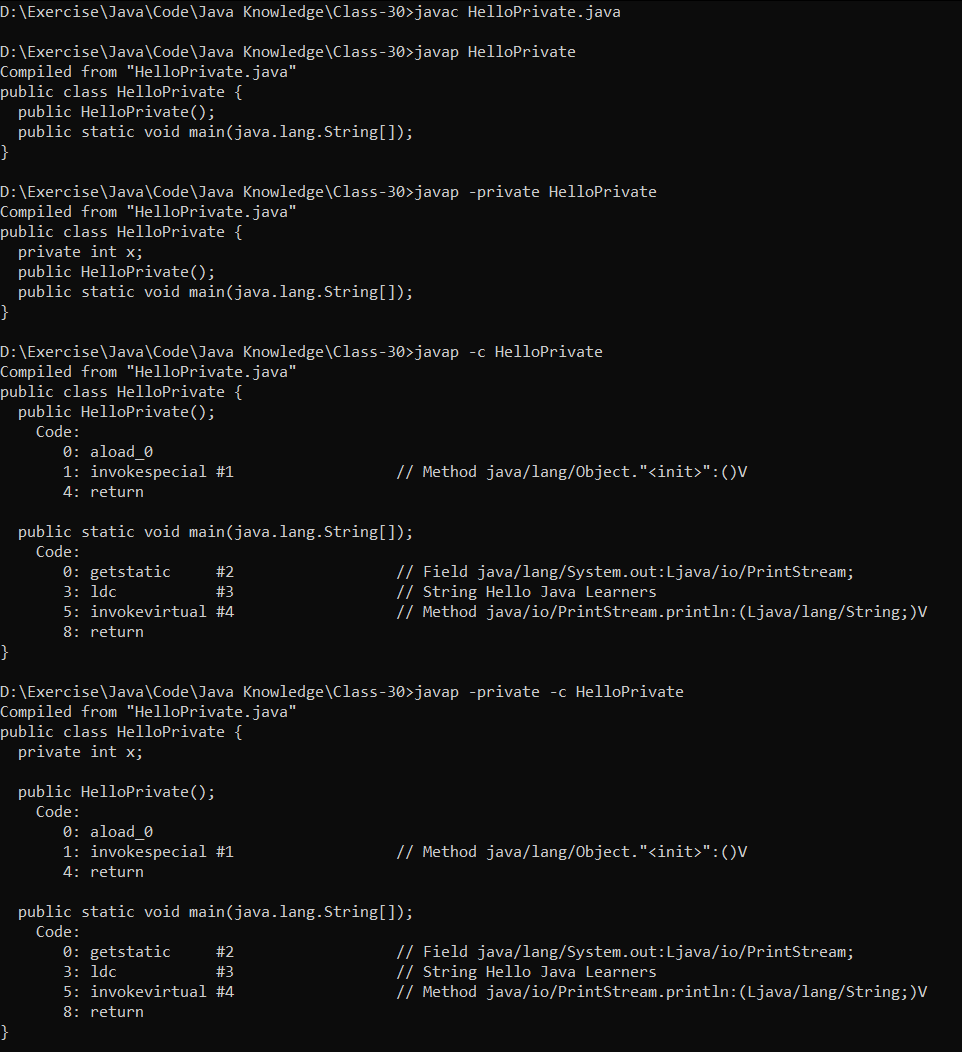 D:\Exercise\Java\Code\Java Knowledge\Class-30>javac HelloPrivate.java

D:\Exercise\Java\Code\Java Knowledge\Class-30>javap HelloPrivate
Compiled from "HelloPrivate.java"
public class HelloPrivate {
  public HelloPrivate();
  public static void main(java.lang.String[]);
}

D:\Exercise\Java\Code\Java Knowledge\Class-30>javap -private HelloPrivate
Compiled from "HelloPrivate.java"
public class HelloPrivate {
  private int x;
  public HelloPrivate();
  public static void main(java.lang.String[]);
}

D:\Exercise\Java\Code\Java Knowledge\Class-30>javap -c HelloPrivate
Compiled from "HelloPrivate.java"
public class HelloPrivate {
  public HelloPrivate();
    Code:
       0: aload_0
       1: invokespecial #1                  // Method java/lang/Object."<init>":()V
       4: return

  public static void main(java.lang.String[]);
    Code:
       0: getstatic     #2                  // Field java/lang/System.out:Ljava/io/PrintStream;
       3: ldc           #3                  // String Hello Java Learners
       5: invokevirtual #4                  // Method java/io/PrintStream.println:(Ljava/lang/String;)V
       8: return
}

D:\Exercise\Java\Code\Java Knowledge\Class-30>javap -private -c HelloPrivate
Compiled from "HelloPrivate.java"
public class HelloPrivate {
  private int x;

  public HelloPrivate();
    Code:
       0: aload_0
       1: invokespecial #1                  // Method java/lang/Object."<init>":()V
       4: return

  public static void main(java.lang.String[]);
    Code:
       0: getstatic     #2                  // Field java/lang/System.out:Ljava/io/PrintStream;
       3: ldc           #3                  // String Hello Java Learners
       5: invokevirtual #4                  // Method java/io/PrintStream.println:(Ljava/lang/String;)V
       8: return
}